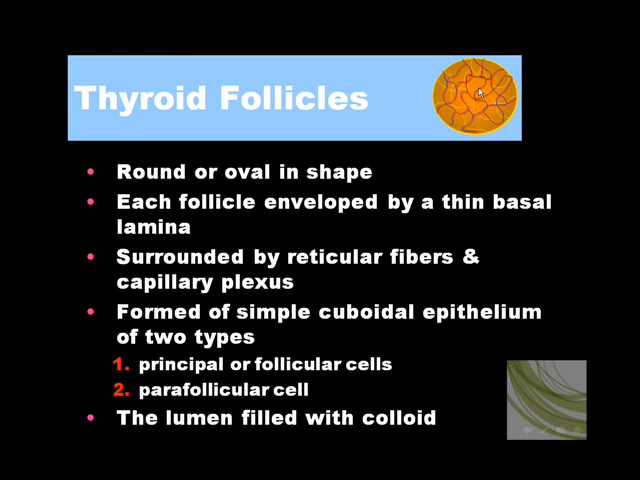 Thyroid Follicles
• Round or oval in shape
• Each follicle enveloped by a thin basal
lamina
• Surrounded by reticular fibers &
capillary plexus
• Formed of simple cuboidal epithelium
of two types
1. principal or follicular cells
2. parafollicular cell
• The lumen filled with colloid